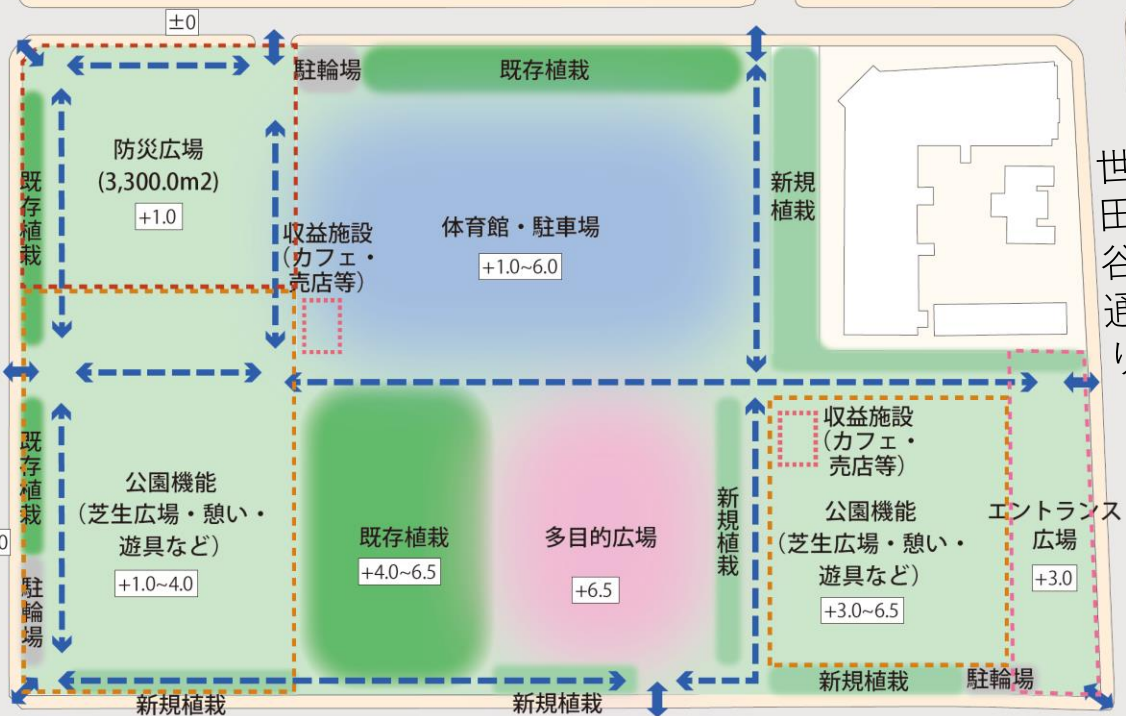 ±0
駐輪場
既存植栽
防災広場
(3,300.0m2)
+1.0
既存植栽
収益施設
(カフェ・
売店等)
体育館・駐車場
+1.0~6.0
新規
植栽
世田谷通り
既存植栽
公園機能
(芝生広場・憩い・
遊具など)
+1.0~4.0
駐輪場
既存植栽
+4.0~6.5
多目的広場
+6.5
新規植栽
収益施設
(カフェ・
売店等)
公園機能
(芝生広場・憩い・
遊具など)
+3.0~6.5
エントランス
広場
+3.0
新規植栽
新規植栽
新規植栽
駐輪場